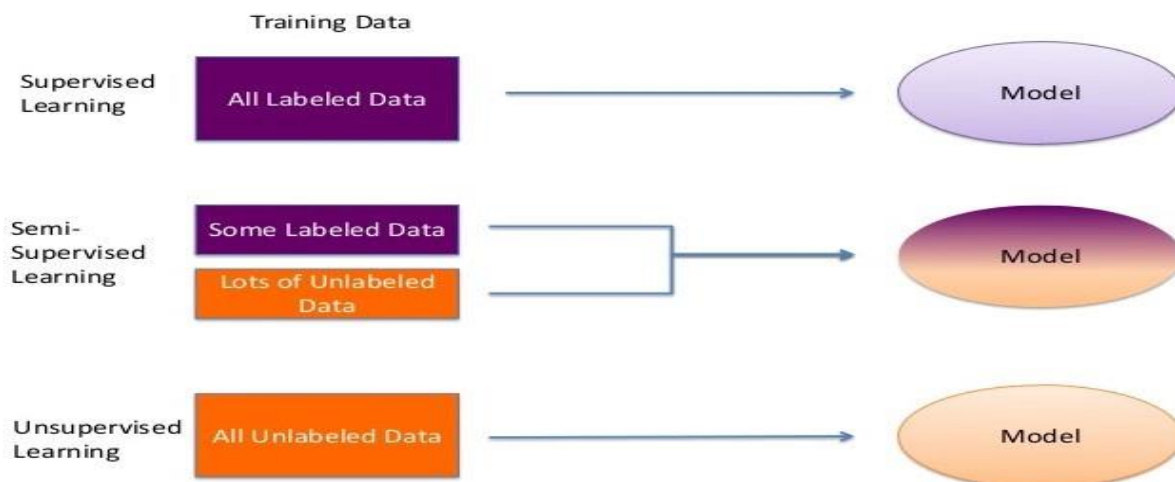 Training Data
Supervised
Learning
All Labeled Data
Model
Semi-
Supervised
Learning
Some Labeled Data
Lots of Unlabeled
Data
Model
Unsupervised
Learning
All Unlabeled Data
Model